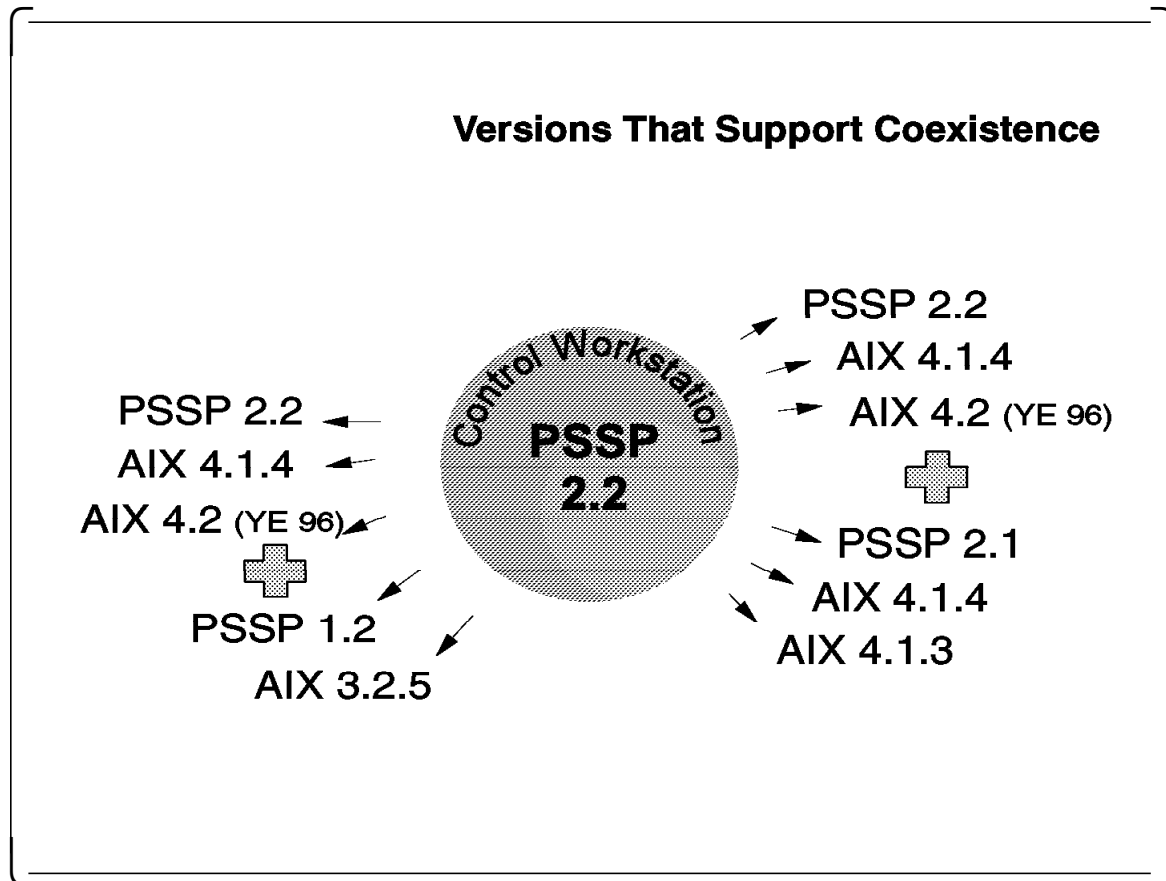 Versions That Support Coexistence
PSSP 2.2
AIX 4.1.4
AIX 4.2 (YE 96)
PSSP 1.2
AIX 3.2.5
Control Workstation
PSSP
2.2
PSSP 2.2
AIX 4.1.4
AIX 4.2 (YE 96)
PSSP 2.1
AIX 4.1.4
AIX 4.1.3